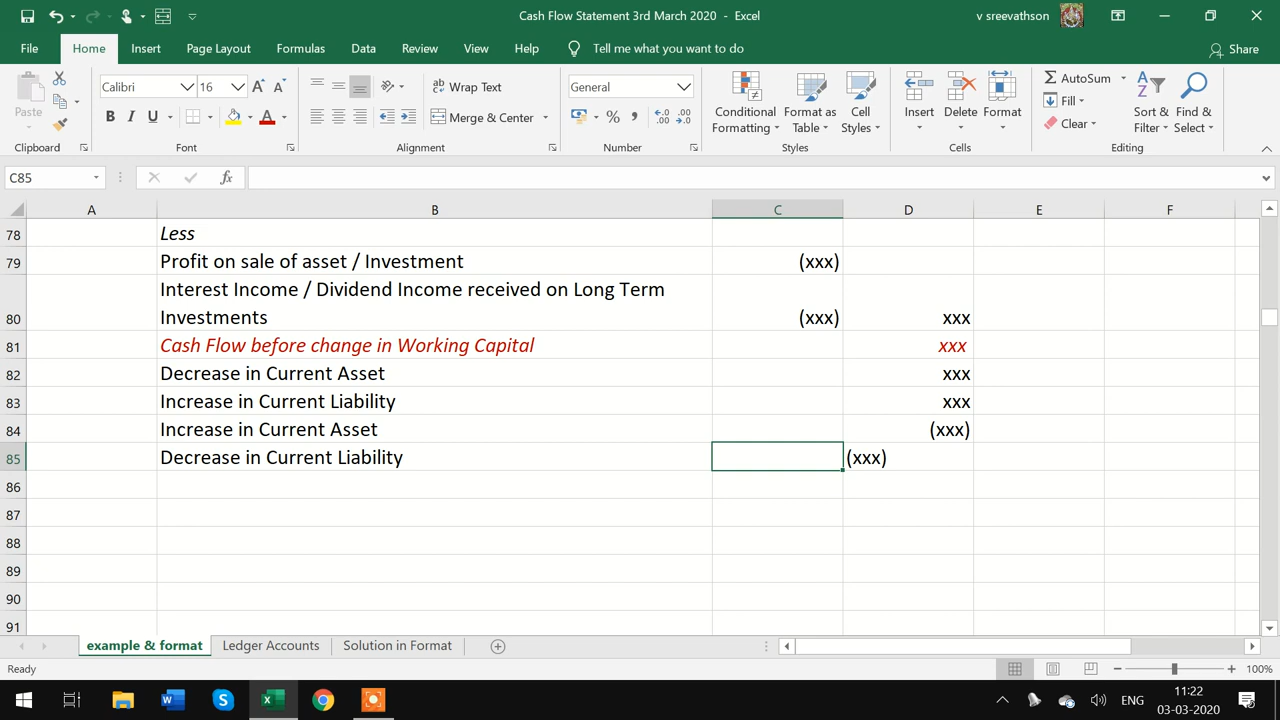 Cash Flow Statement 3rd March 2020 - Excel
v sreevathson
File Home Insert Page Layout Formulas Data Review View Help Tell me what you want to do Share
Paste
Calibri 16
Wrap Text
General
Conditional Formatting
Format as Table
Cell Styles
Insert Delete Format
AutoSum
Fill
Clear
Sort & Filter
Find & Select
B I U
A
Merge & Center
% ,
Clipboard Font Alignment Number Styles Cells Editing
C85 fx
A B C D E F
78 Less
79 Profit on sale of asset / Investment (xxx)
Interest Income / Dividend Income received on Long Term
80 Investments (xxx) xxx
81 Cash Flow before change in Working Capital xxx
82 Decrease in Current Asset xxx
83 Increase in Current Liability xxx
84 Increase in Current Asset (xxx)
85 Decrease in Current Liability (xxx)
86
87
88
89
90
91
example & format Ledger Accounts Solution in Format
Ready 100%
ENG 11:22
03-03-2020